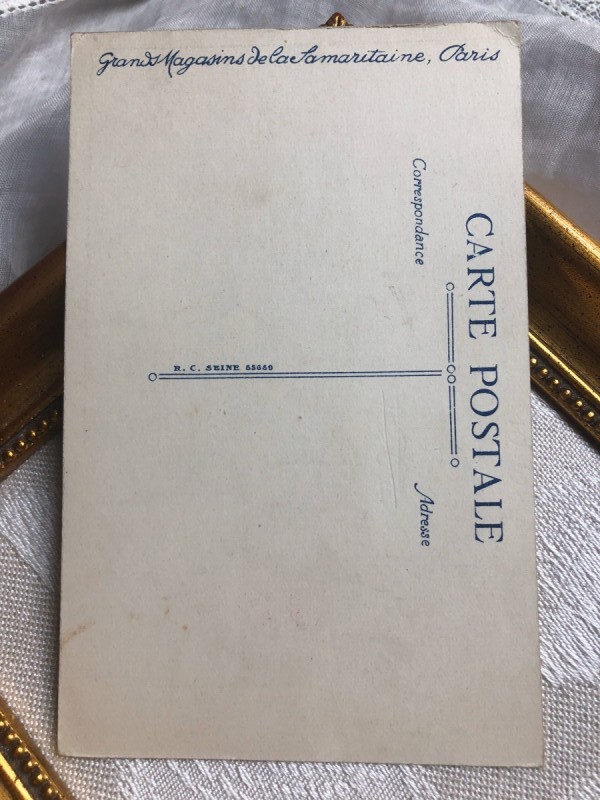 Grands Magasins de la Samaritaine, Paris
CARTE POSTALE
Correspondance
Adresse
R. C. SEINE 55659